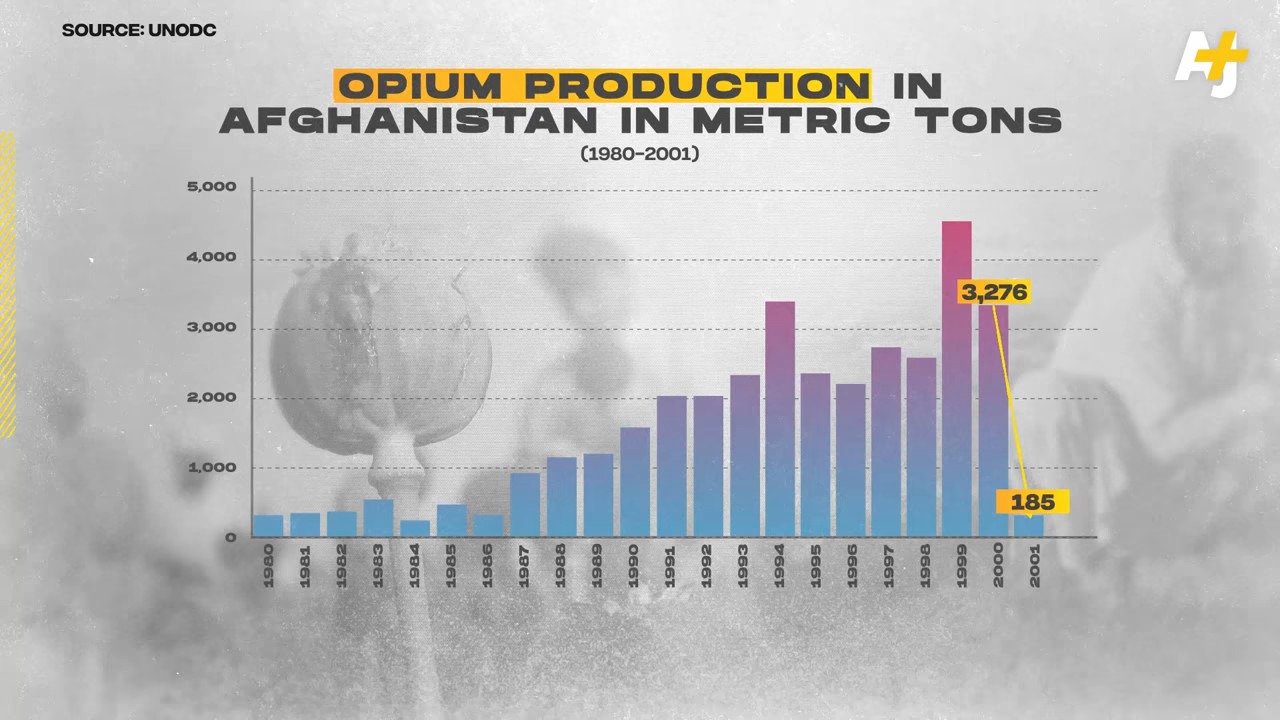 SOURCE: UNODC
AJ+
OPIUM PRODUCTION IN
AFGHANISTAN IN METRIC TONS
(1980–2001)
5,000
4,000
3,000
2,000
1,000
0
3,276
185
1980 1981 1982 1983 1984 1985 1986 1987 1988 1989 1990 1991 1992 1993 1994 1995 1996 1997 1998 1999 2000 2001